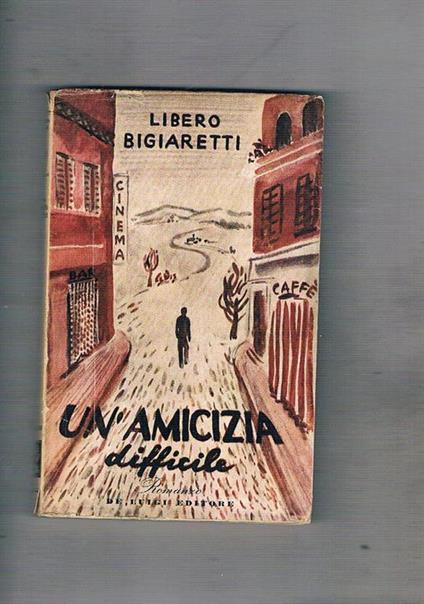 LIBERO
BIGIARETTI
CINEMA
BAR
CAFFÈ
UN'AMICIZIA
difficile
Romanzo
DE LUIGI EDITORE